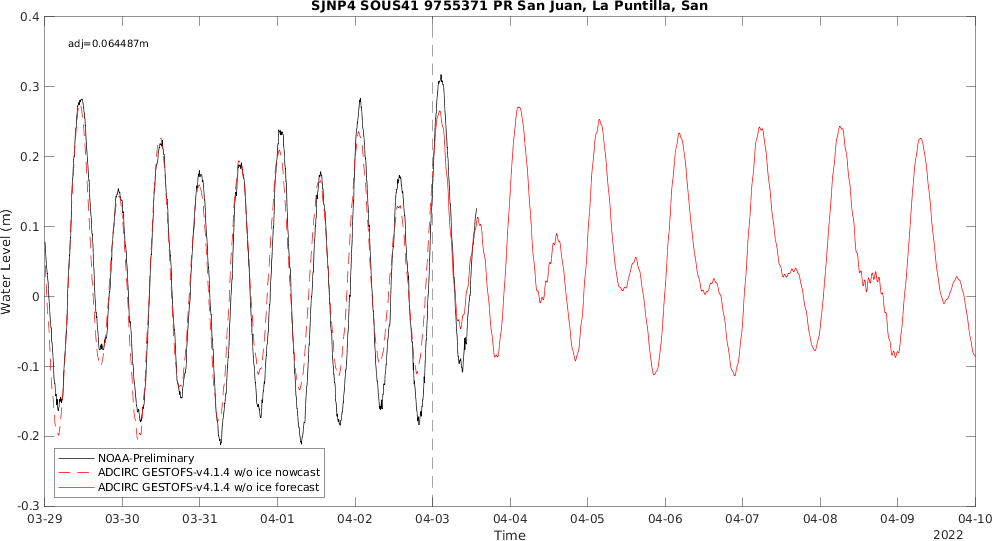 SJNP4 SOUS41 9755371 PR San Juan, La Puntilla, San
adj=0.064487m
0.4
0.3
0.2
0.1
0
-0.1
-0.2
-0.3
Water Level (m)
NOAA-Preliminary
ADCIRC GESTOFS-v4.1.4 w/o ice nowcast
ADCIRC GESTOFS-v4.1.4 w/o ice forecast
03-29 03-30 03-31 04-01 04-02 04-03 04-04 04-05 04-06 04-07 04-08 04-09 04-10
Time
2022